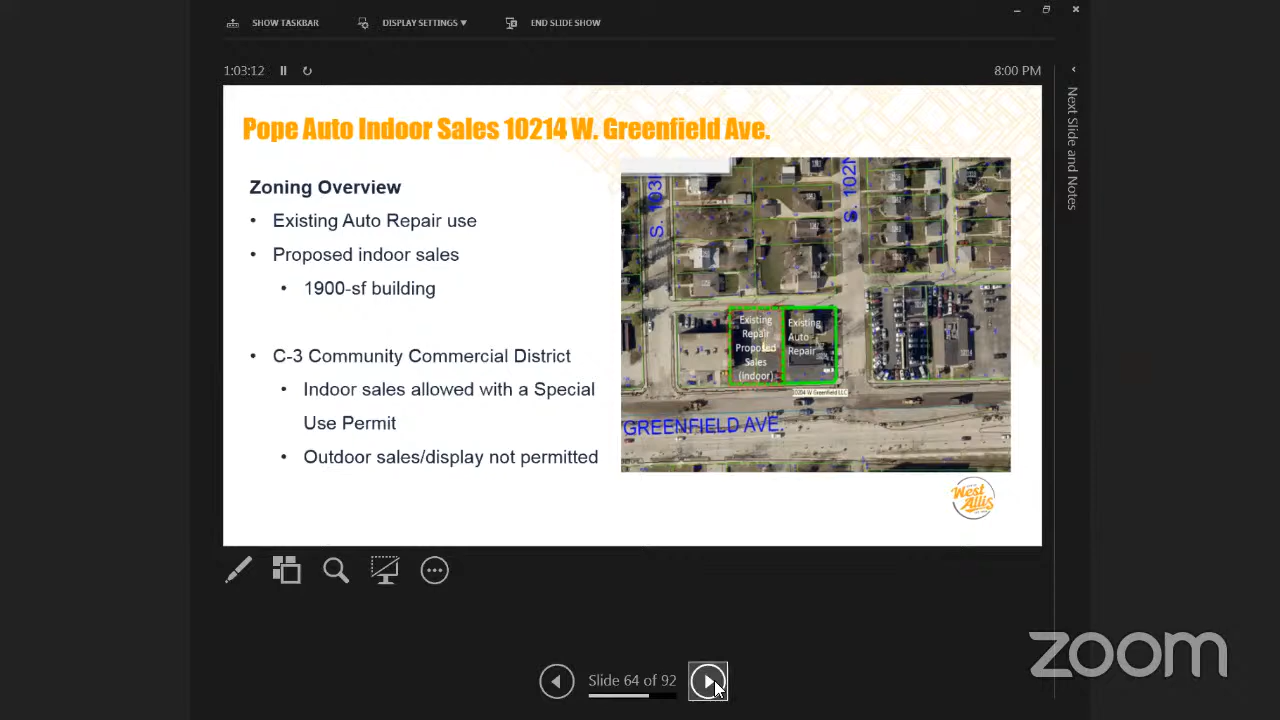 SHOW TASKBAR
DISPLAY SETTINGS ▼
END SLIDE SHOW
1:03:12
8:00 PM
Next Slide and Notes
Pope Auto Indoor Sales 10214 W. Greenfield Ave.
Zoning Overview
• Existing Auto Repair use
• Proposed indoor sales
• 1900-sf building
• C-3 Community Commercial District
• Indoor sales allowed with a Special
Use Permit
• Outdoor sales/display not permitted
S. 103
S. 102
Existing
Repair
Proposed
Sales
(Indoor)
Existing
Auto
Repair
GREENFIELD AVE.
West
Allis
Slide 64 of 92
zoom